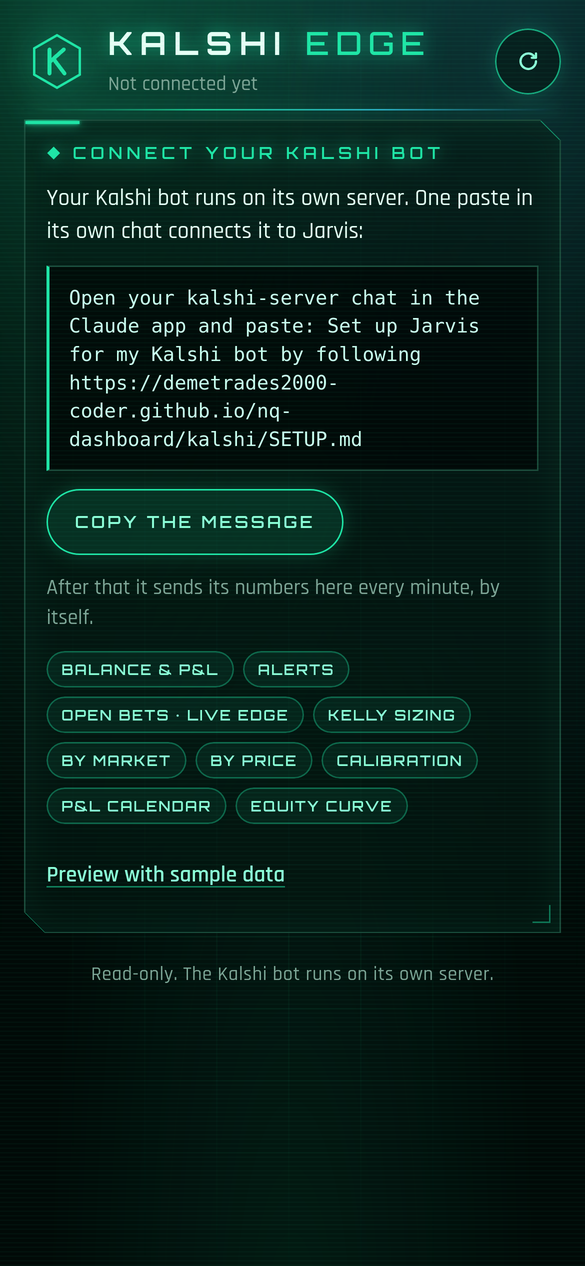 KALSHI EDGE
Not connected yet
◆ CONNECT YOUR KALSHI BOT
Your Kalshi bot runs on its own server. One paste in
its own chat connects it to Jarvis:
Open your kalshi-server chat in the
Claude app and paste: Set up Jarvis
for my Kalshi bot by following
https://demetrades2000-
coder.github.io/nq-
dashboard/kalshi/SETUP.md
COPY THE MESSAGE
After that it sends its numbers here every minute, by
itself.
BALANCE & P&L
ALERTS
OPEN BETS · LIVE EDGE
KELLY SIZING
BY MARKET
BY PRICE
CALIBRATION
P&L CALENDAR
EQUITY CURVE
Preview with sample data
Read-only. The Kalshi bot runs on its own server.